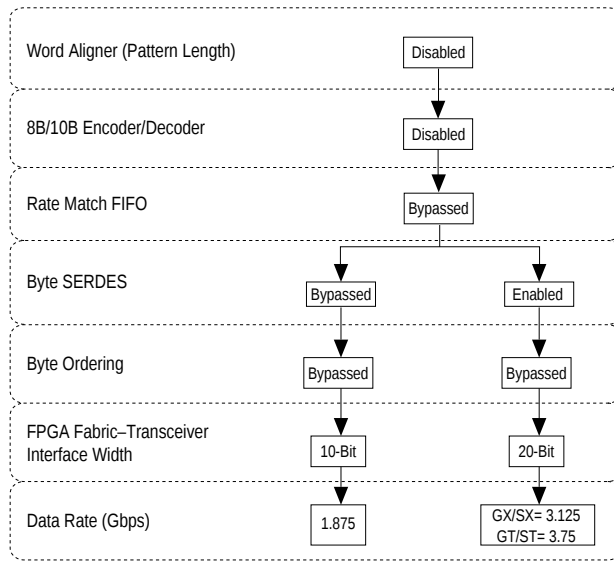 Word Aligner (Pattern Length)
Disabled
8B/10B Encoder/Decoder
Disabled
Rate Match FIFO
Bypassed
Byte SERDES
Bypassed
Enabled
Byte Ordering
Bypassed
Bypassed
FPGA Fabric–Transceiver
Interface Width
10-Bit
20-Bit
Data Rate (Gbps)
1.875
GX/SX= 3.125
GT/ST= 3.75